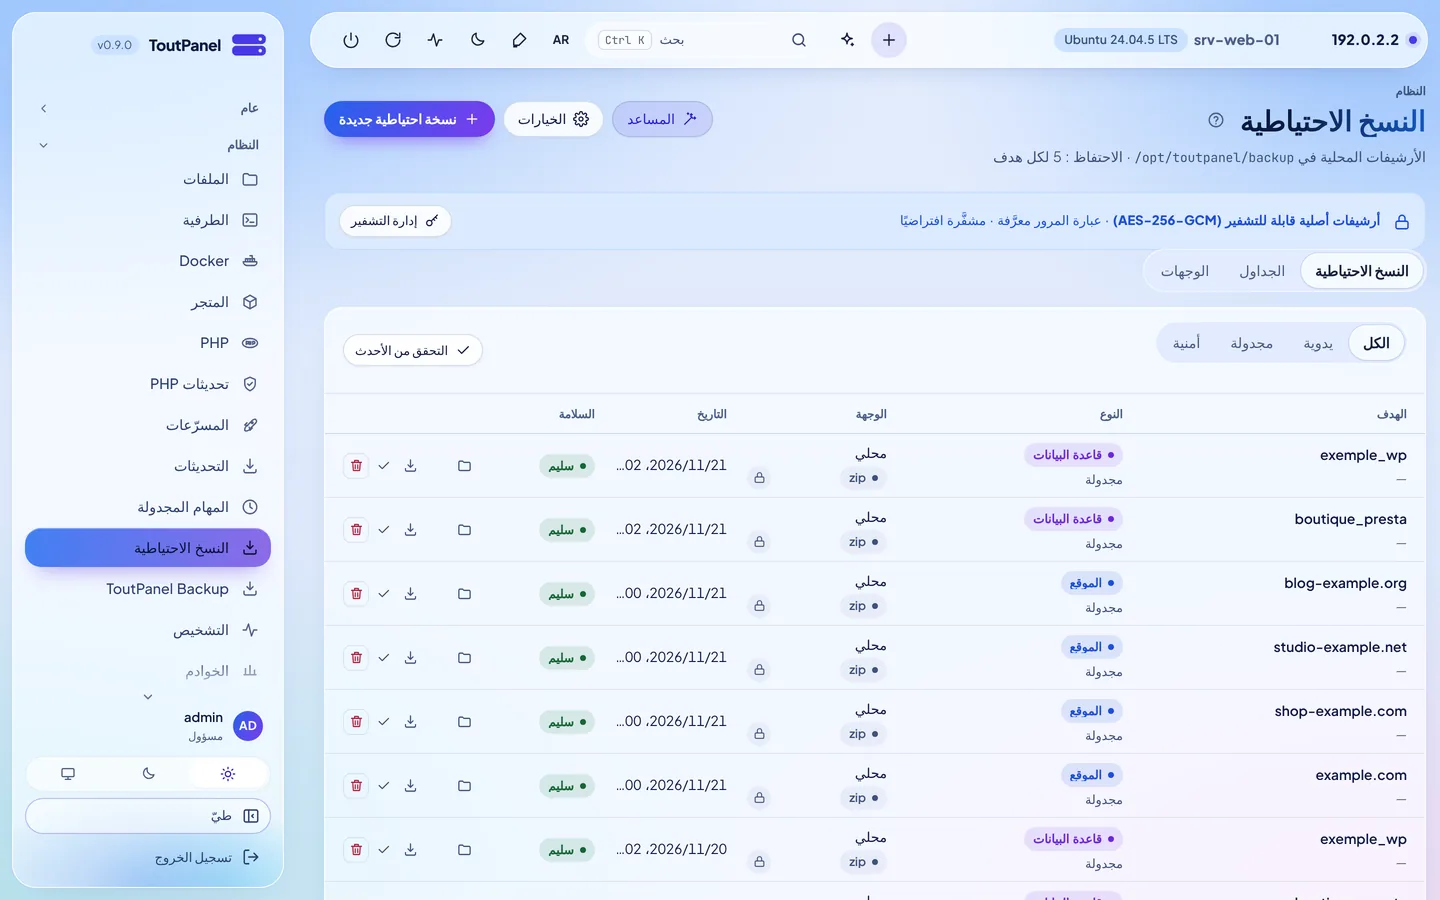 ToutPanel v0.9.0
عام
النظام
الملفات
الطرفية
Docker
المتجر
PHP
تحديثات PHP
المسرّعات
التحديثات
المهام المجدولة
النسخ الاحتياطية
ToutPanel Backup
التشخيص
الخوادم
AD admin
مسؤول
طيّ
تسجيل الخروج
192.0.2.2 srv-web-01 Ubuntu 24.04.5 LTS
بحث Ctrl K
AR
النظام
النسخ الاحتياطية
الأرشيفات المحلية في /opt/toutpanel/backup · الاحتفاظ : 5 لكل هدف
المساعد
الخيارات
نسخة احتياطية جديدة
أرشيفات أصلية قابلة للتشفير (AES-256-GCM) · عبارة المرور معرَّفة · مشفَّرة افتراضيًا
إدارة التشفير
النسخ الاحتياطية الجداول الوجهات
الكل يدوية مجدولة أمنية
التحقق من الأحدث
الهدف النوع الوجهة التاريخ السلامة
exemple_wp قاعدة البيانات محلي 2026/11/21، 02... سليم
— مجدولة zip
boutique_presta قاعدة البيانات محلي 2026/11/21، 02... سليم
— مجدولة zip
blog-example.org الموقع محلي 2026/11/21، 00... سليم
— مجدولة zip
studio-example.net الموقع محلي 2026/11/21، 00... سليم
— مجدولة zip
shop-example.com الموقع محلي 2026/11/21، 00... سليم
— مجدولة zip
example.com الموقع محلي 2026/11/21، 00... سليم
— مجدولة zip
exemple_wp قاعدة البيانات محلي 2026/11/20، 02... سليم
— مجدولة zip